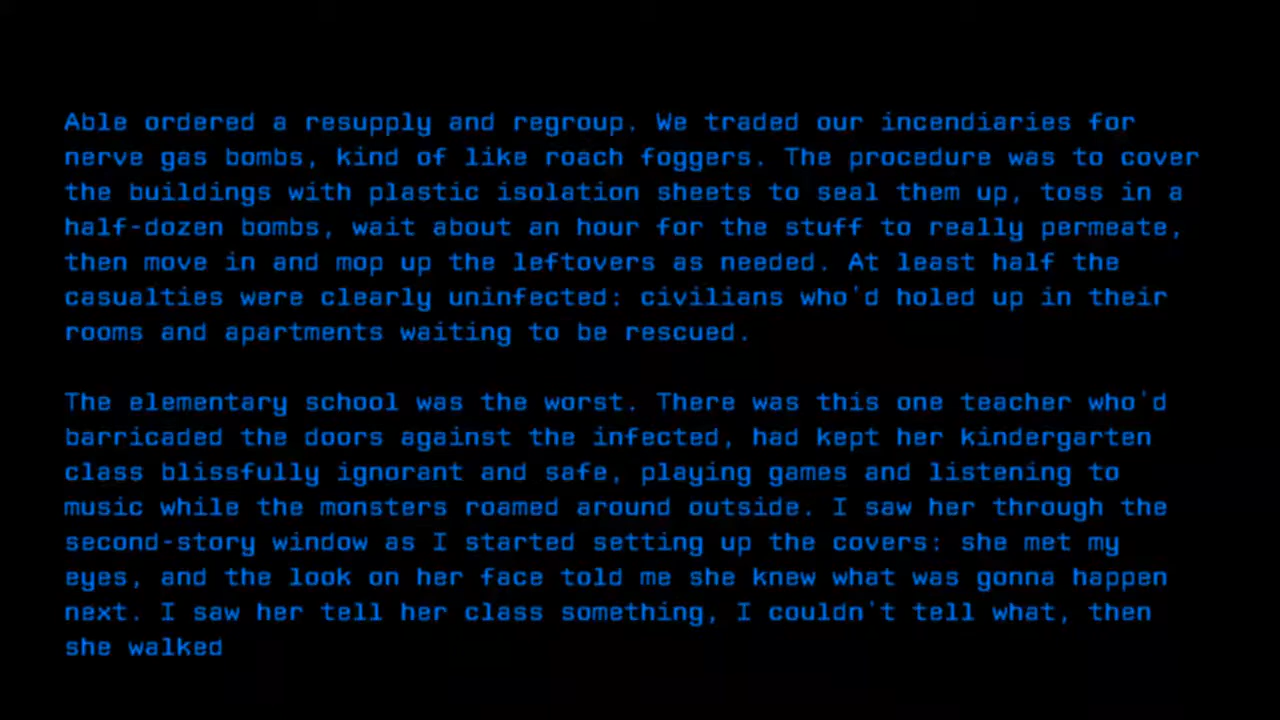 Able ordered a resupply and regroup. We traded our incendiaries for
nerve gas bombs, kind of like roach foggers. The procedure was to cover
the buildings with plastic isolation sheets to seal them up, toss in a
half-dozen bombs, wait about an hour for the stuff to really permeate,
then move in and mop up the leftovers as needed. At least half the
casualties were clearly uninfected: civilians who'd holed up in their
rooms and apartments waiting to be rescued.
The elementary school was the worst. There was this one teacher who'd
barricaded the doors against the infected, had kept her kindergarten
class blissfully ignorant and safe, playing games and listening to
music while the monsters roamed around outside. I saw her through the
second-story window as I started setting up the covers: she met my
eyes, and the look on her face told me she knew what was gonna happen
next. I saw her tell her class something, I couldn't tell what, then
she walked